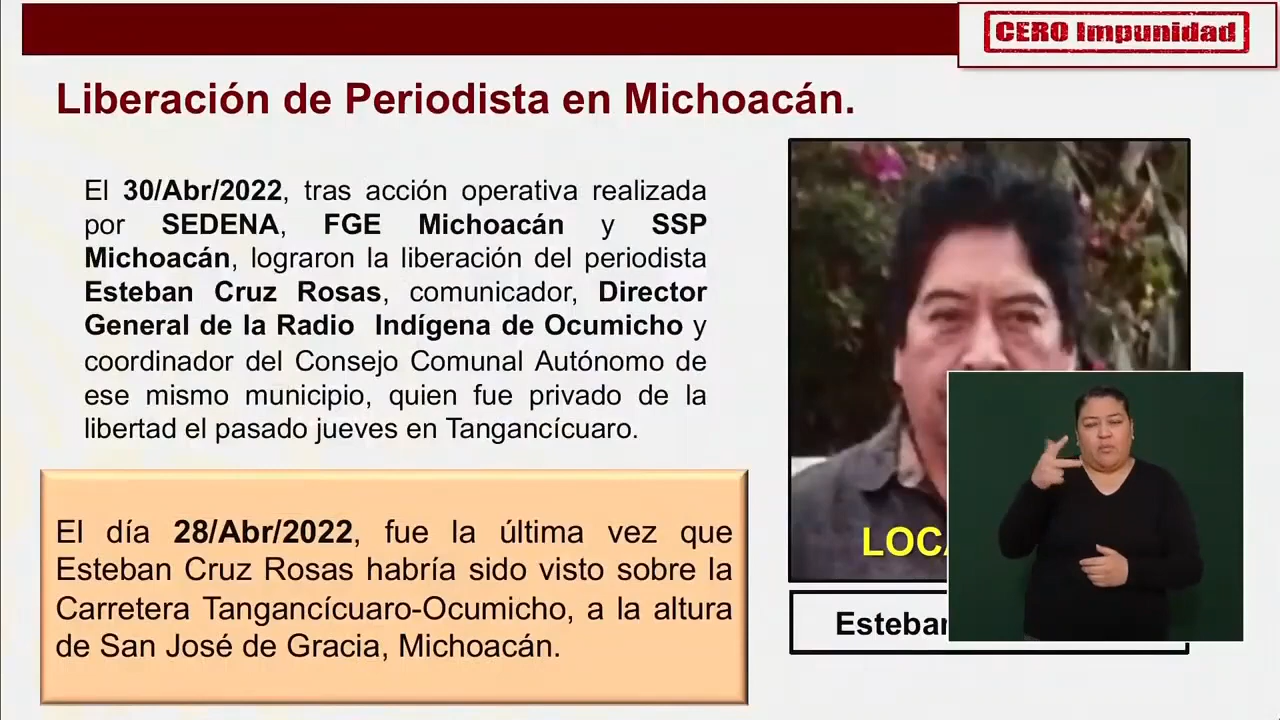 CERO Impunidad
Liberación de Periodista en Michoacán.
El 30/Abr/2022, tras acción operativa realizada
por SEDENA, FGE Michoacán y SSP
Michoacán, lograron la liberación del periodista
Esteban Cruz Rosas, comunicador, Director
General de la Radio Indígena de Ocumicho y
coordinador del Consejo Comunal Autónomo de
ese mismo municipio, quien fue privado de la
libertad el pasado jueves en Tangancícuaro.
El día 28/Abr/2022, fue la última vez que
Esteban Cruz Rosas habría sido visto sobre la
Carretera Tangancícuaro-Ocumicho, a la altura
de San José de Gracia, Michoacán.